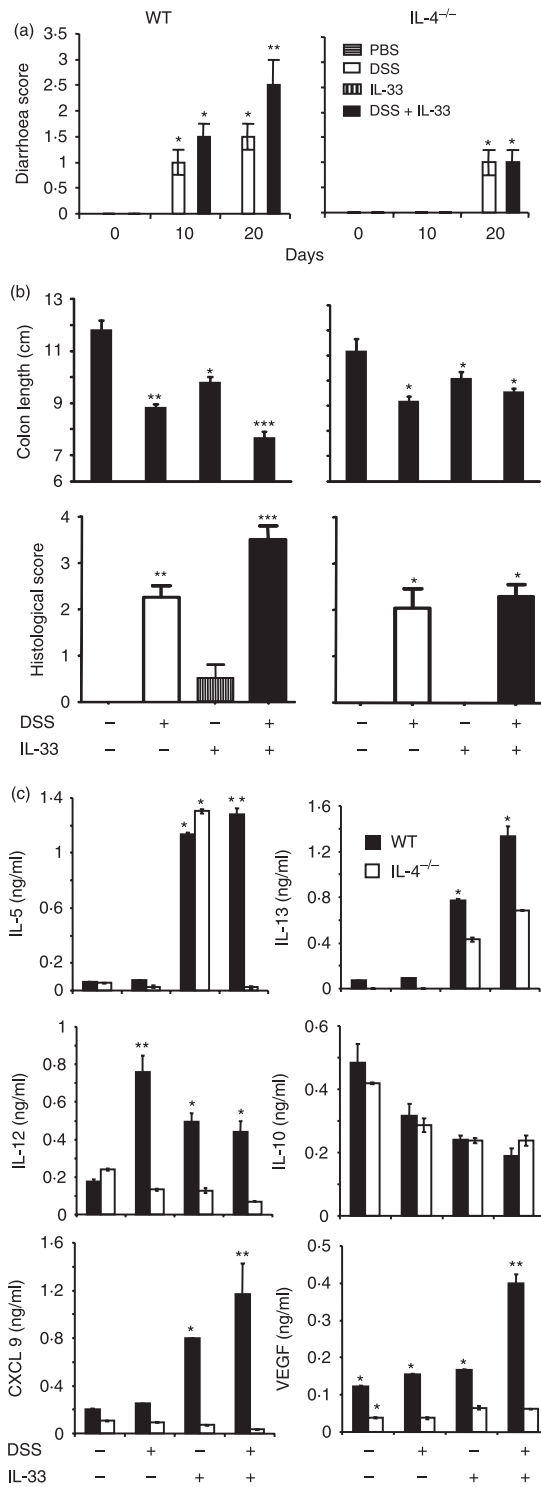 (a)
WT
IL-4−/−
Diarrhoea score
3·5
3
2·5
2
1·5
1
0·5
0
* * * **
PBS
DSS
IL-33
DSS + IL-33
* *
0 10 20 0 10 20
Days
(b)
Colon length (cm)
13
11
9
7
6
** * ***
* * *
Histological score
4
3
2
1
0
** ***
* *
DSS − + − + − + − +
IL-33 − − + + − − + +
(c)
IL-5 (ng/ml)
1·4
1·2
0·8
0·4
0
* * * *
IL-13 (ng/ml)
1·6
1·2
0·8
0·4
0
* *
WT
IL-4−/−
IL-12 (ng/ml)
1
0·8
0·6
0·4
0·2
0
** * *
IL-10 (ng/ml)
0·6
0·4
0·2
0
CXCL 9 (ng/ml)
1·6
1·2
0·8
0·4
0
* **
VEGF (ng/ml)
0·5
0·4
0·3
0·2
0·1
0
* * * * **
DSS − + − + − + − +
IL-33 − − + + − − + +